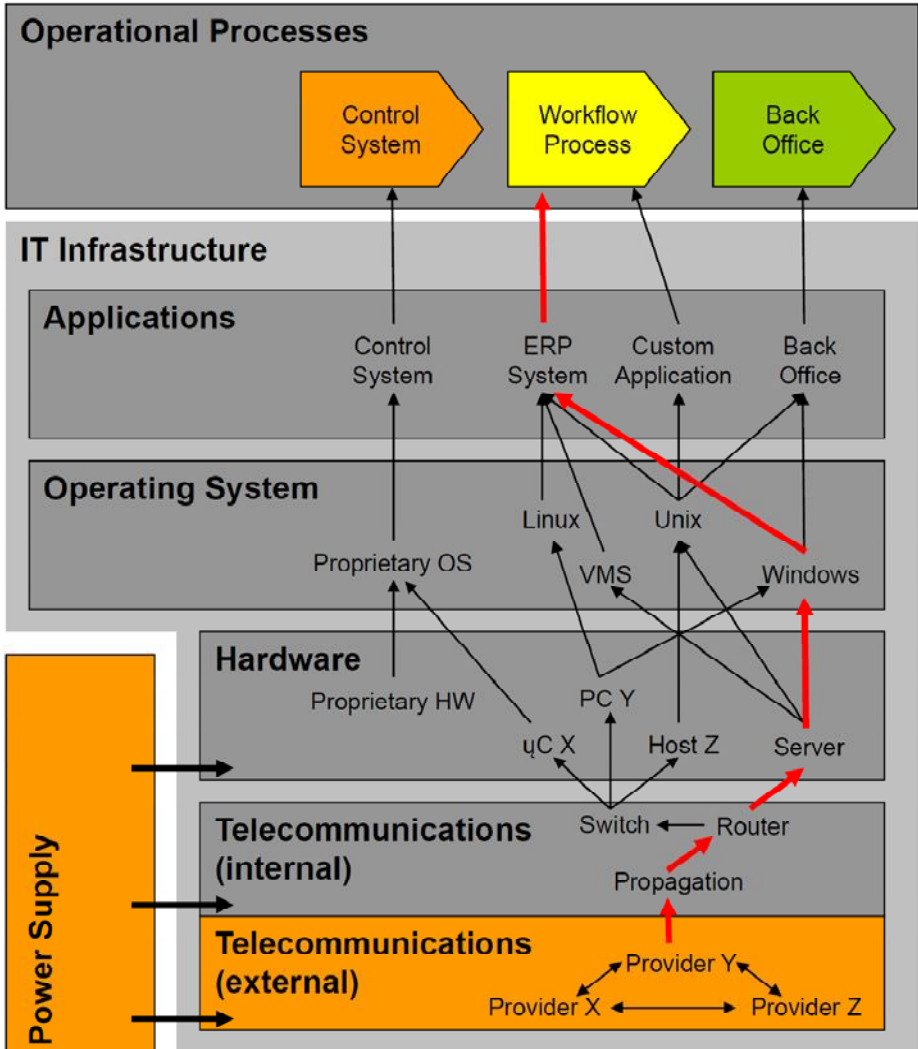 Operational Processes
Control
System
Workflow
Process
Back
Office
IT Infrastructure
Applications
Control
System
ERP
System
Custom
Application
Back
Office
Operating System
Linux
Unix
Proprietary OS
VMS
Windows
Hardware
Proprietary HW
PC Y
ųC X
Host Z
Server
Power Supply
Telecommunications
(internal)
Switch
Router
Propagation
Telecommunications
(external)
Provider Y
Provider X
Provider Z